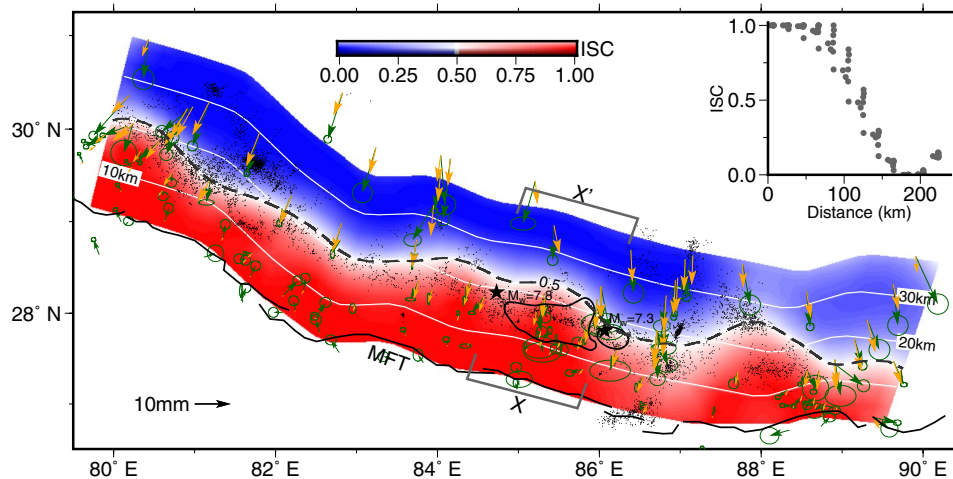 ISC
0.00 0.25 0.50 0.75 1.00
1.0
0.5
0.0
ISC
0 100 200
Distance (km)
30° N
28° N
10km
X'
0.5
Mw=7.8
Mw=7.3
30km
20km
MFT
X
10mm
80° E 82° E 84° E 86° E 88° E 90° E